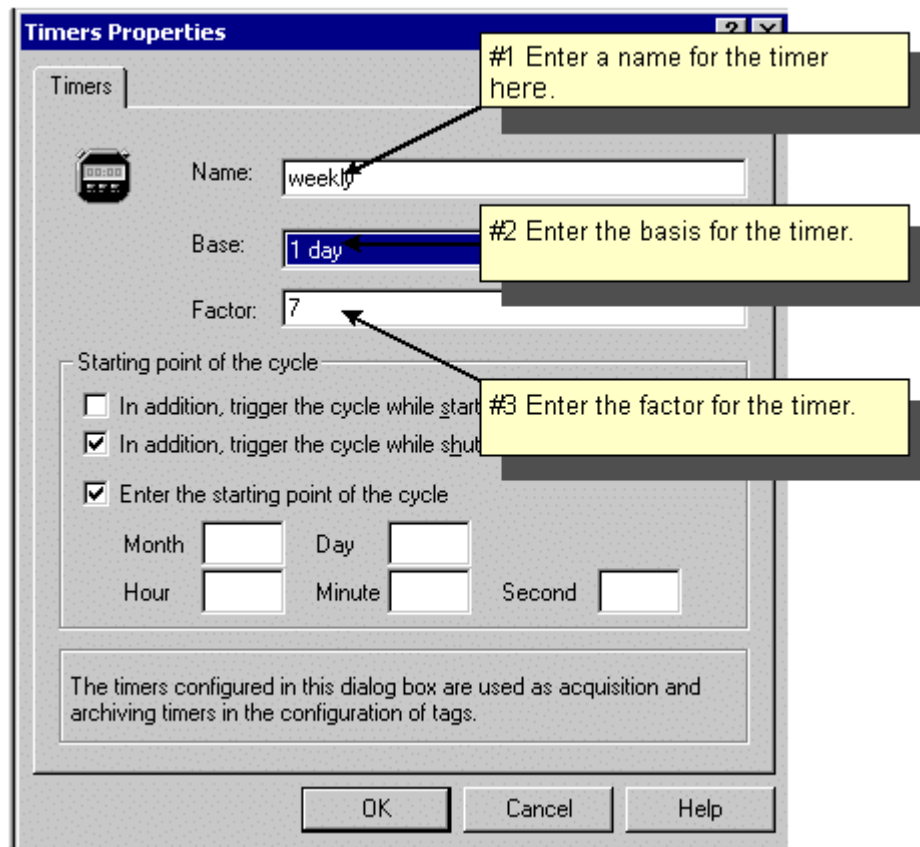 Timers Properties
#1 Enter a name for the timer
here.
Timers
00:00
Name:
weekly
Base:
1 day
#2 Enter the basis for the timer.
Factor:
7
Starting point of the cycle
In addition, trigger the cycle while
#3 Enter the factor for the timer.
In addition, trigger the cycle while
Enter the starting point of the cycle
Month
Day
Hour
Minute
Second
The timers configured in this dialog box are used as acquisition and
archiving timers in the configuration of tags.
OK
Cancel
Help